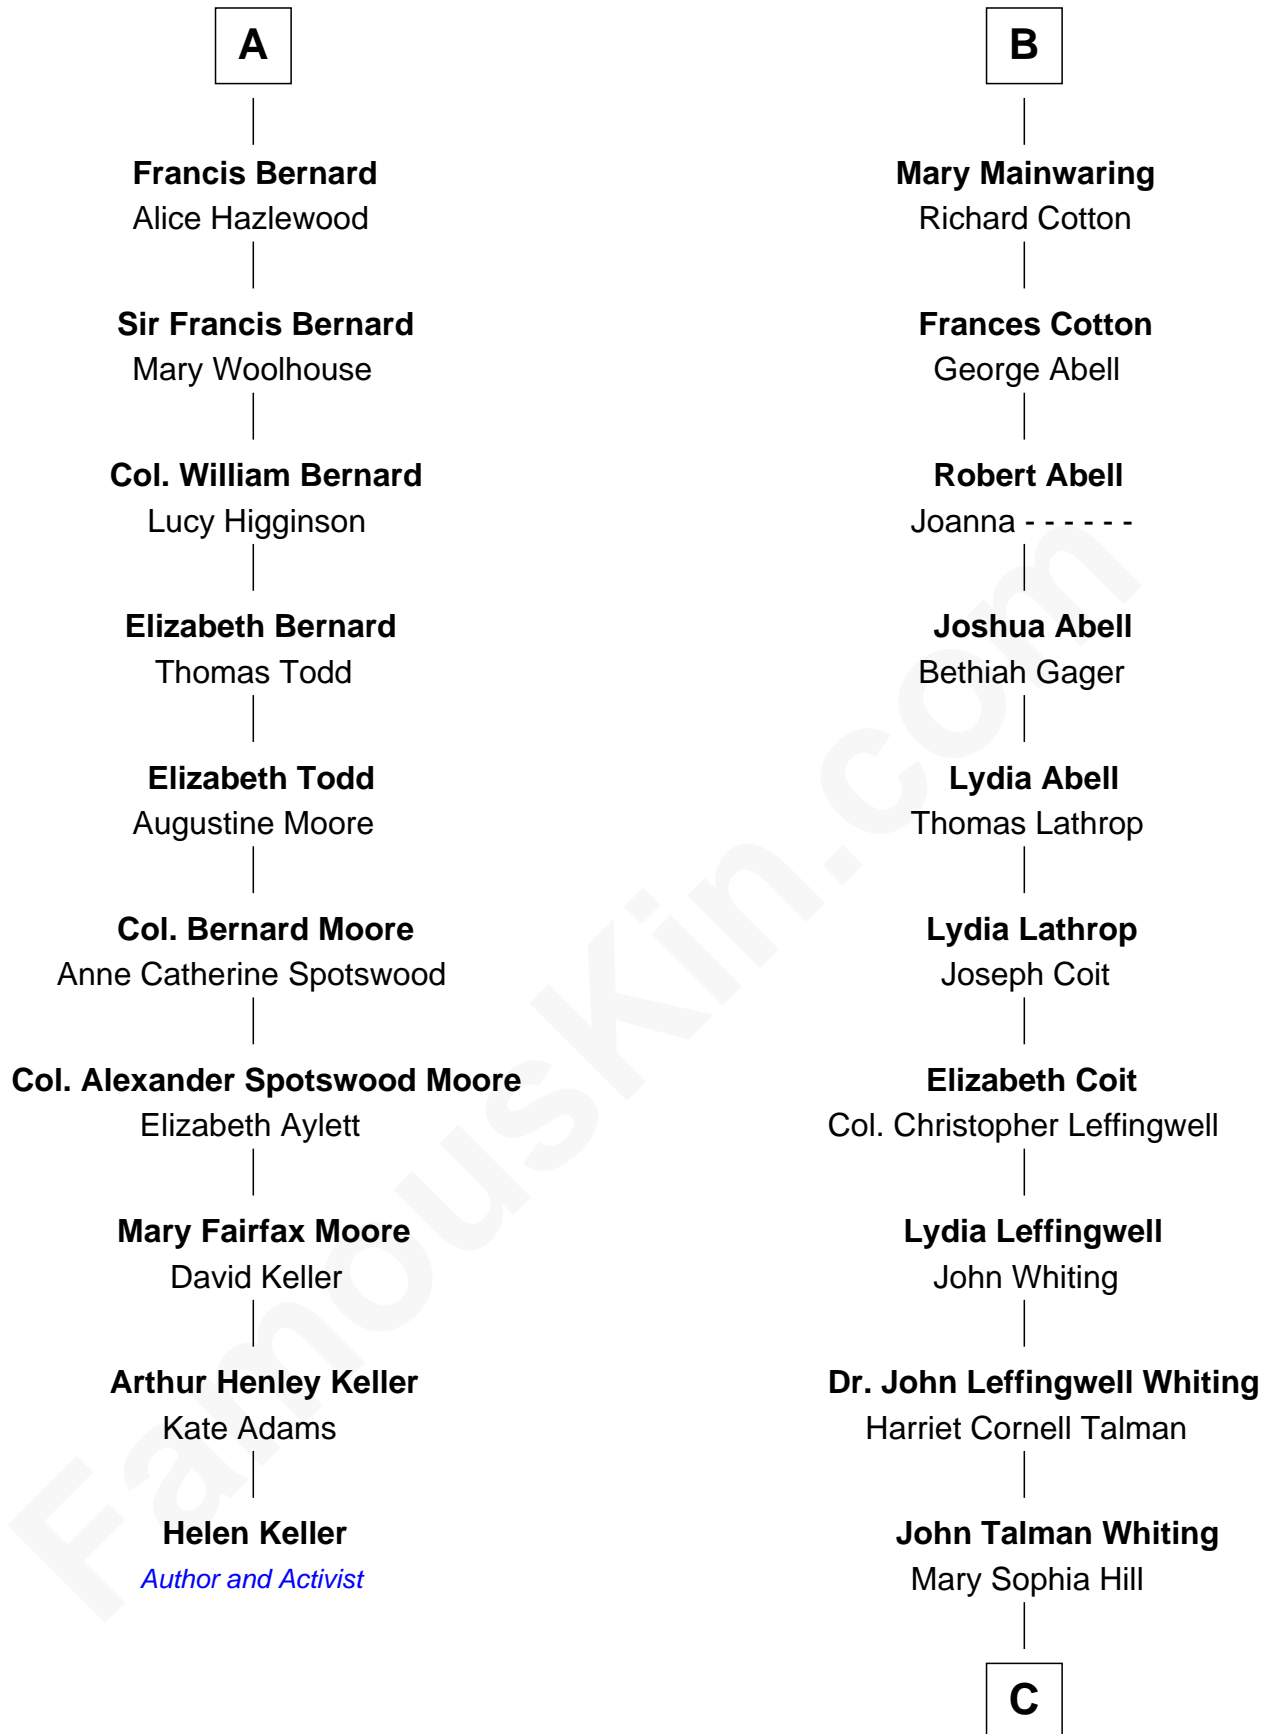 A
Francis Bernard
Alice Hazlewood
Sir Francis Bernard
Mary Woolhouse
Col. William Bernard
Lucy Higginson
Elizabeth Bernard
Thomas Todd
Elizabeth Todd
Augustine Moore
Col. Bernard Moore
Anne Catherine Spotswood
Col. Alexander Spotswood Moore
Elizabeth Aylett
Mary Fairfax Moore
David Keller
Arthur Henley Keller
Kate Adams
Helen Keller
Author and Activist
B
Mary Mainwaring
Richard Cotton
Frances Cotton
George Abell
Robert Abell
Joanna - - - - - -
Joshua Abell
Bethiah Gager
Lydia Abell
Thomas Lathrop
Lydia Lathrop
Joseph Coit
Elizabeth Coit
Col. Christopher Leffingwell
Lydia Leffingwell
John Whiting
Dr. John Leffingwell Whiting
Harriet Cornell Talman
John Talman Whiting
Mary Sophia Hill
C
FamousKin.com